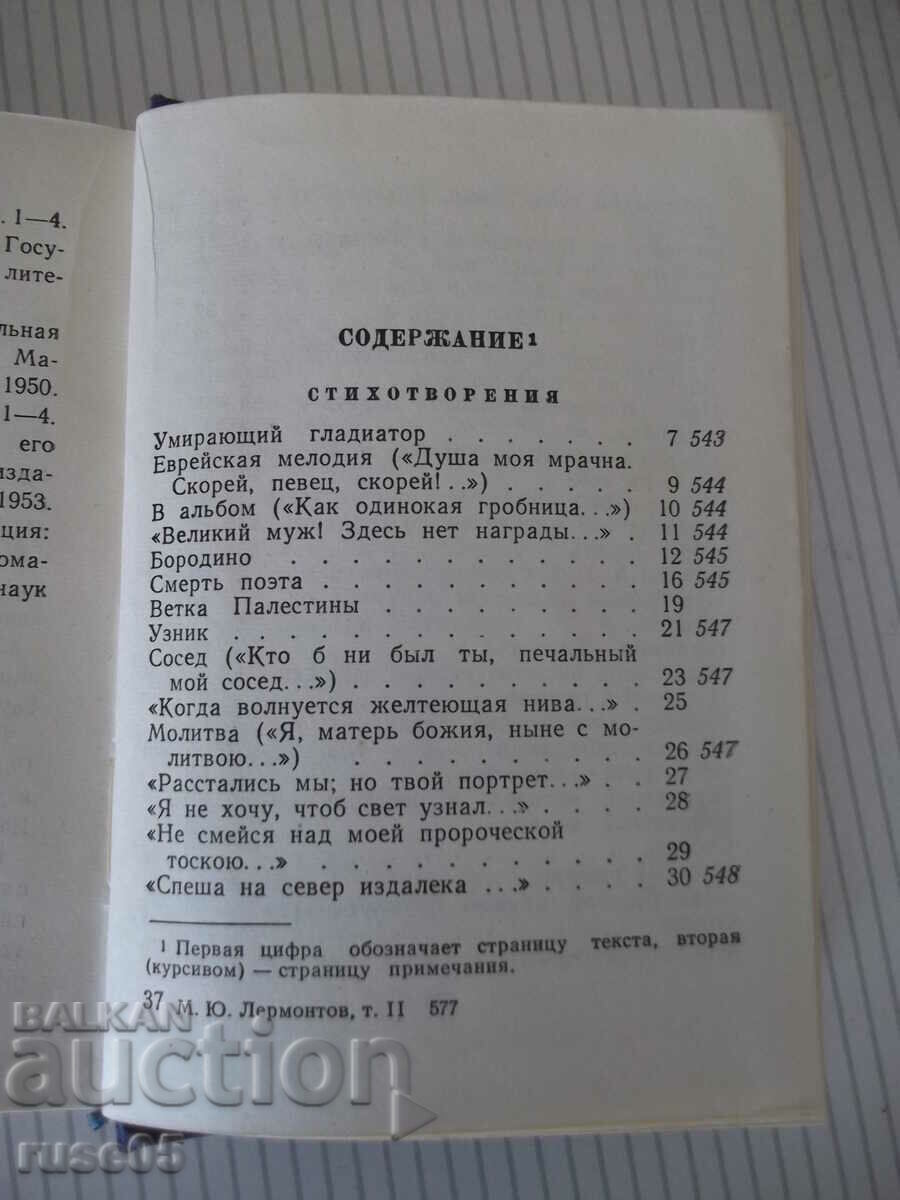 . 1—4.
Госу-
лите-
льная
Ма-
1950.
1—4.
его
изда-
1953.
ция:
ома-
наук
СОДЕРЖАНИЕ¹
СТИХОТВОРЕНИЯ
Умирающий гладиатор . . . . . . . 7 543
Еврейская мелодия («Душа моя мрачна.
Скорей, певец, скорей!..») . . . . . 9 544
В альбом («Как одинокая гробница...») 10 544
«Великий муж! Здесь нет награды...» . 11 544
Бородино . . . . . . . . . . . 12 545
Смерть поэта . . . . . . . . . . 16 545
Ветка Палестины . . . . . . . . 19
Узник . . . . . . . . . . . . 21 547
Сосед («Кто б ни был ты, печальный
мой сосед...») . . . . . . . . . 23 547
«Когда волнуется желтеющая нива...» . 25
Молитва («Я, матерь божия, ныне с мо-
литвою...») . . . . . . . . . . 26 547
«Расстались мы; но твой портрет...» . . 27
«Я не хочу, чтоб свет узнал...» . . . . 28
«Не смейся над моей пророческой
тоскою...» . . . . . . . . . . 29
«Спеша на север издалека ...» . . . . 30 548
¹ Первая цифра обозначает страницу текста, вторая
(курсивом) — страницу примечания.
37 М. Ю. Лермонтов, т. II 577
BALKAN
auction
ruse05